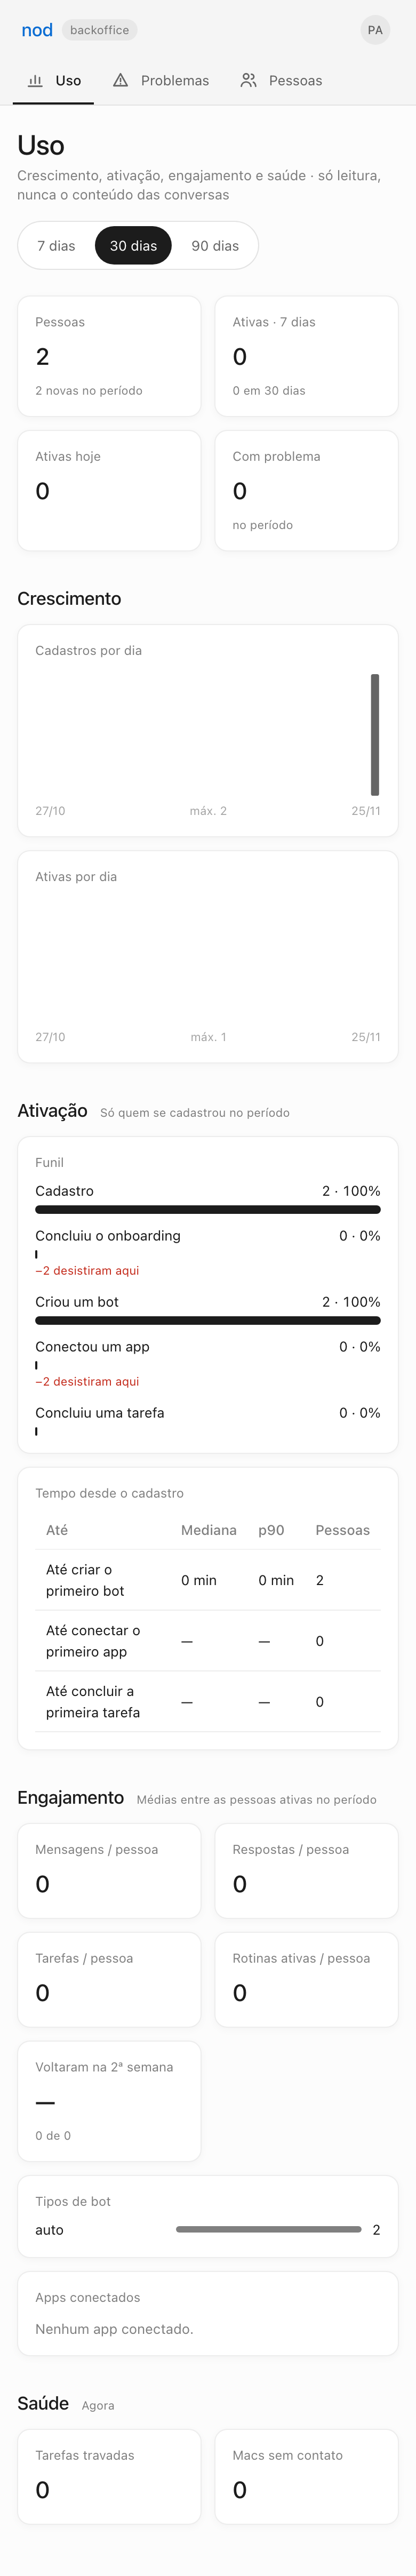 nod backoffice PA
Uso Problemas Pessoas
Uso
Crescimento, ativação, engajamento e saúde · só leitura,
nunca o conteúdo das conversas
7 dias 30 dias 90 dias
Pessoas
2
2 novas no período
Ativas · 7 dias
0
0 em 30 dias
Ativas hoje
0
Com problema
0
no período
Crescimento
Cadastros por dia
27/10 máx. 2 25/11
Ativas por dia
27/10 máx. 1 25/11
Ativação Só quem se cadastrou no período
Funil
Cadastro 2 · 100%
Concluiu o onboarding 0 · 0%
−2 desistiram aqui
Criou um bot 2 · 100%
Conectou um app 0 · 0%
−2 desistiram aqui
Concluiu uma tarefa 0 · 0%
Tempo desde o cadastro
Até Mediana p90 Pessoas
Até criar o
primeiro bot 0 min 0 min 2
Até conectar o
primeiro app — — 0
Até concluir a
primeira tarefa — — 0
Engajamento Médias entre as pessoas ativas no período
Mensagens / pessoa
0
Respostas / pessoa
0
Tarefas / pessoa
0
Rotinas ativas / pessoa
0
Voltaram na 2ª semana
—
0 de 0
Tipos de bot
auto 2
Apps conectados
Nenhum app conectado.
Saúde Agora
Tarefas travadas
0
Macs sem contato
0